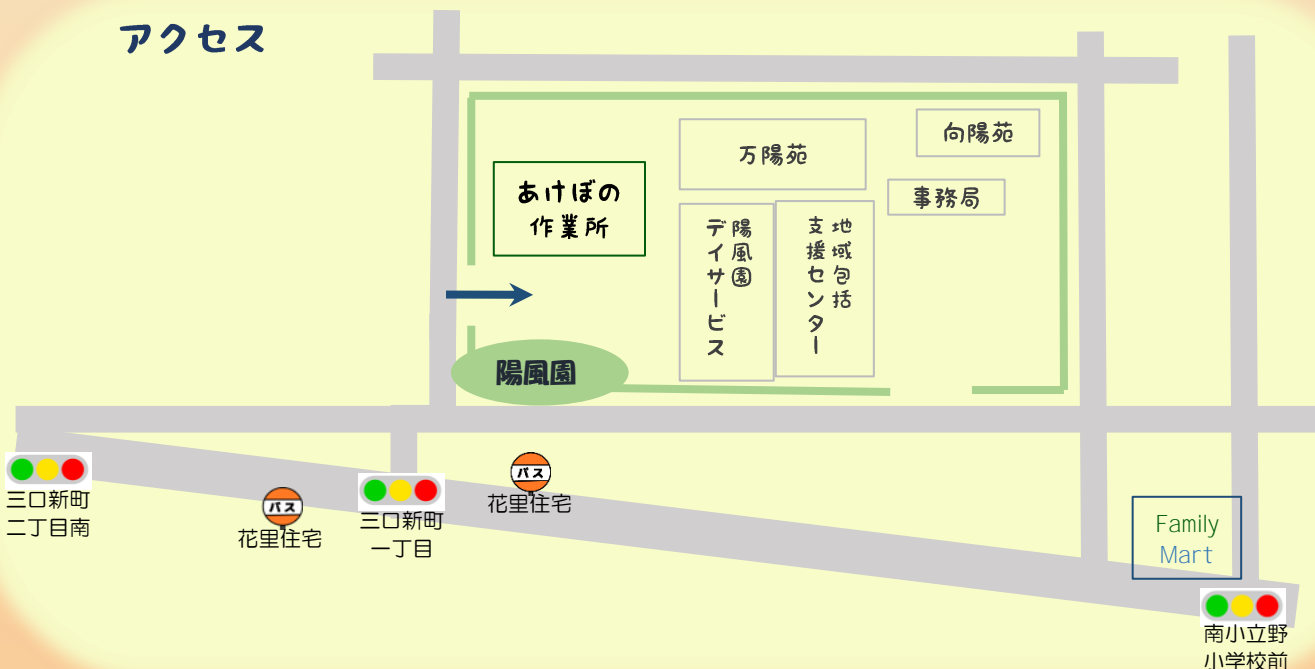 アクセス
向陽苑
万陽苑
あけぼの
作業所
事務局
陽風園
デイサービス
地域包括
支援センター
陽風園
三口新町
二丁目南
バス
花里住宅
三口新町
一丁目
バス
花里住宅
Family
Mart
南小立野
小学校前